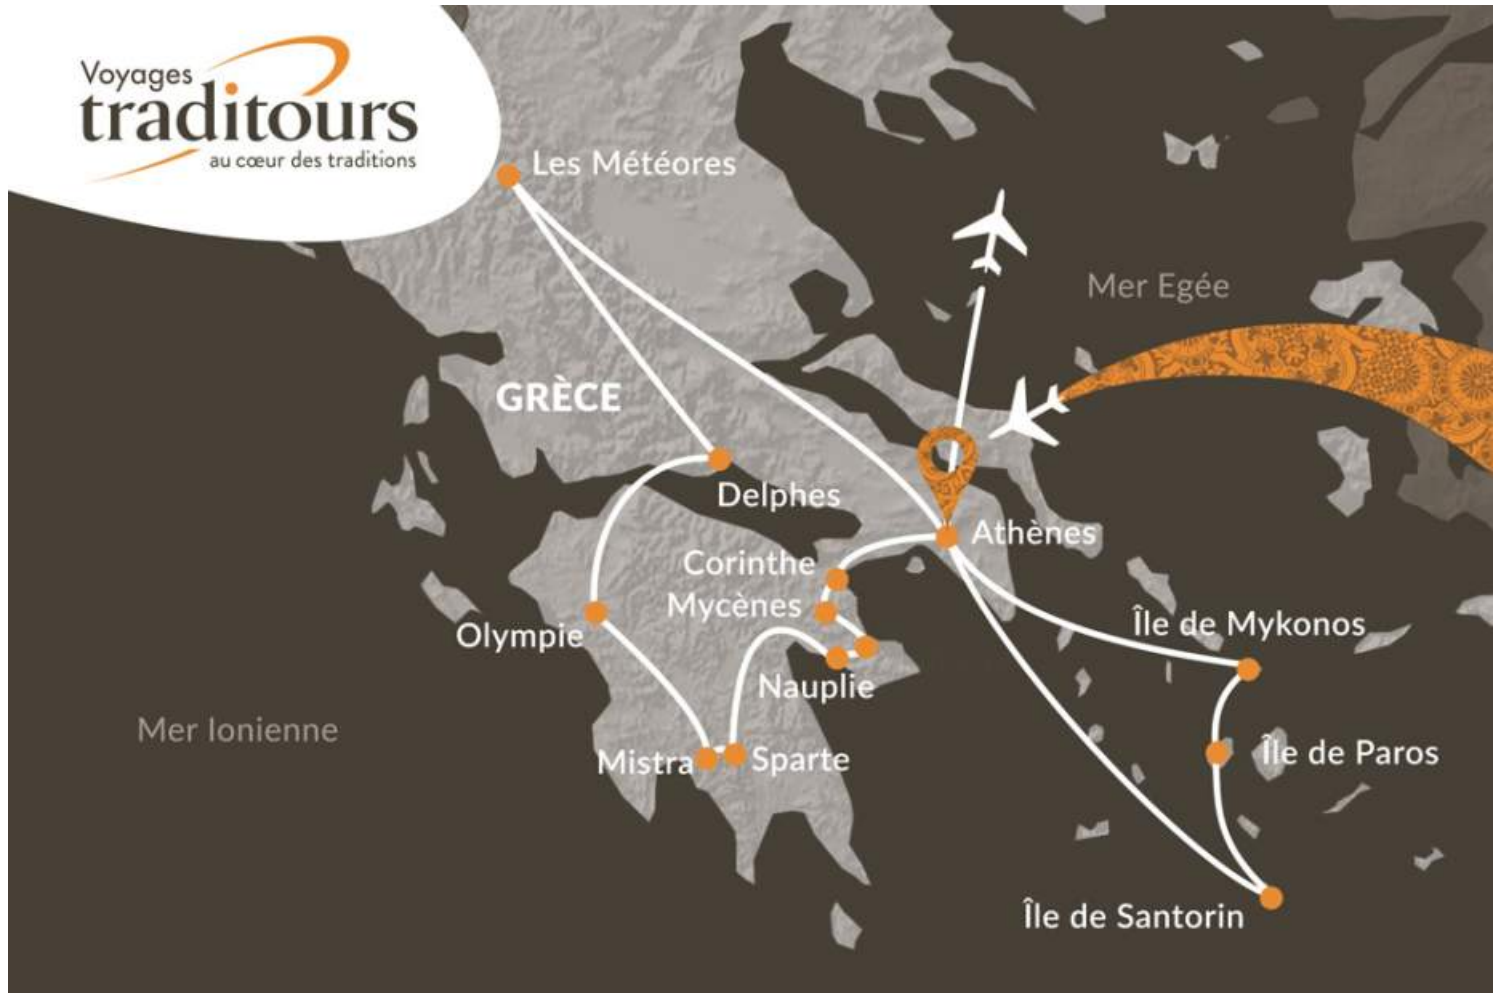 Voyages
traditours
au cœur des traditions
Les Météores
Mer Egée
GRÈCE
Delphes
Athènes
Corinthe
Mycènes
Île de Mykonos
Olympie
Nauplie
Mer Ionienne
Mistra
Sparte
Île de Paros
Île de Santorin